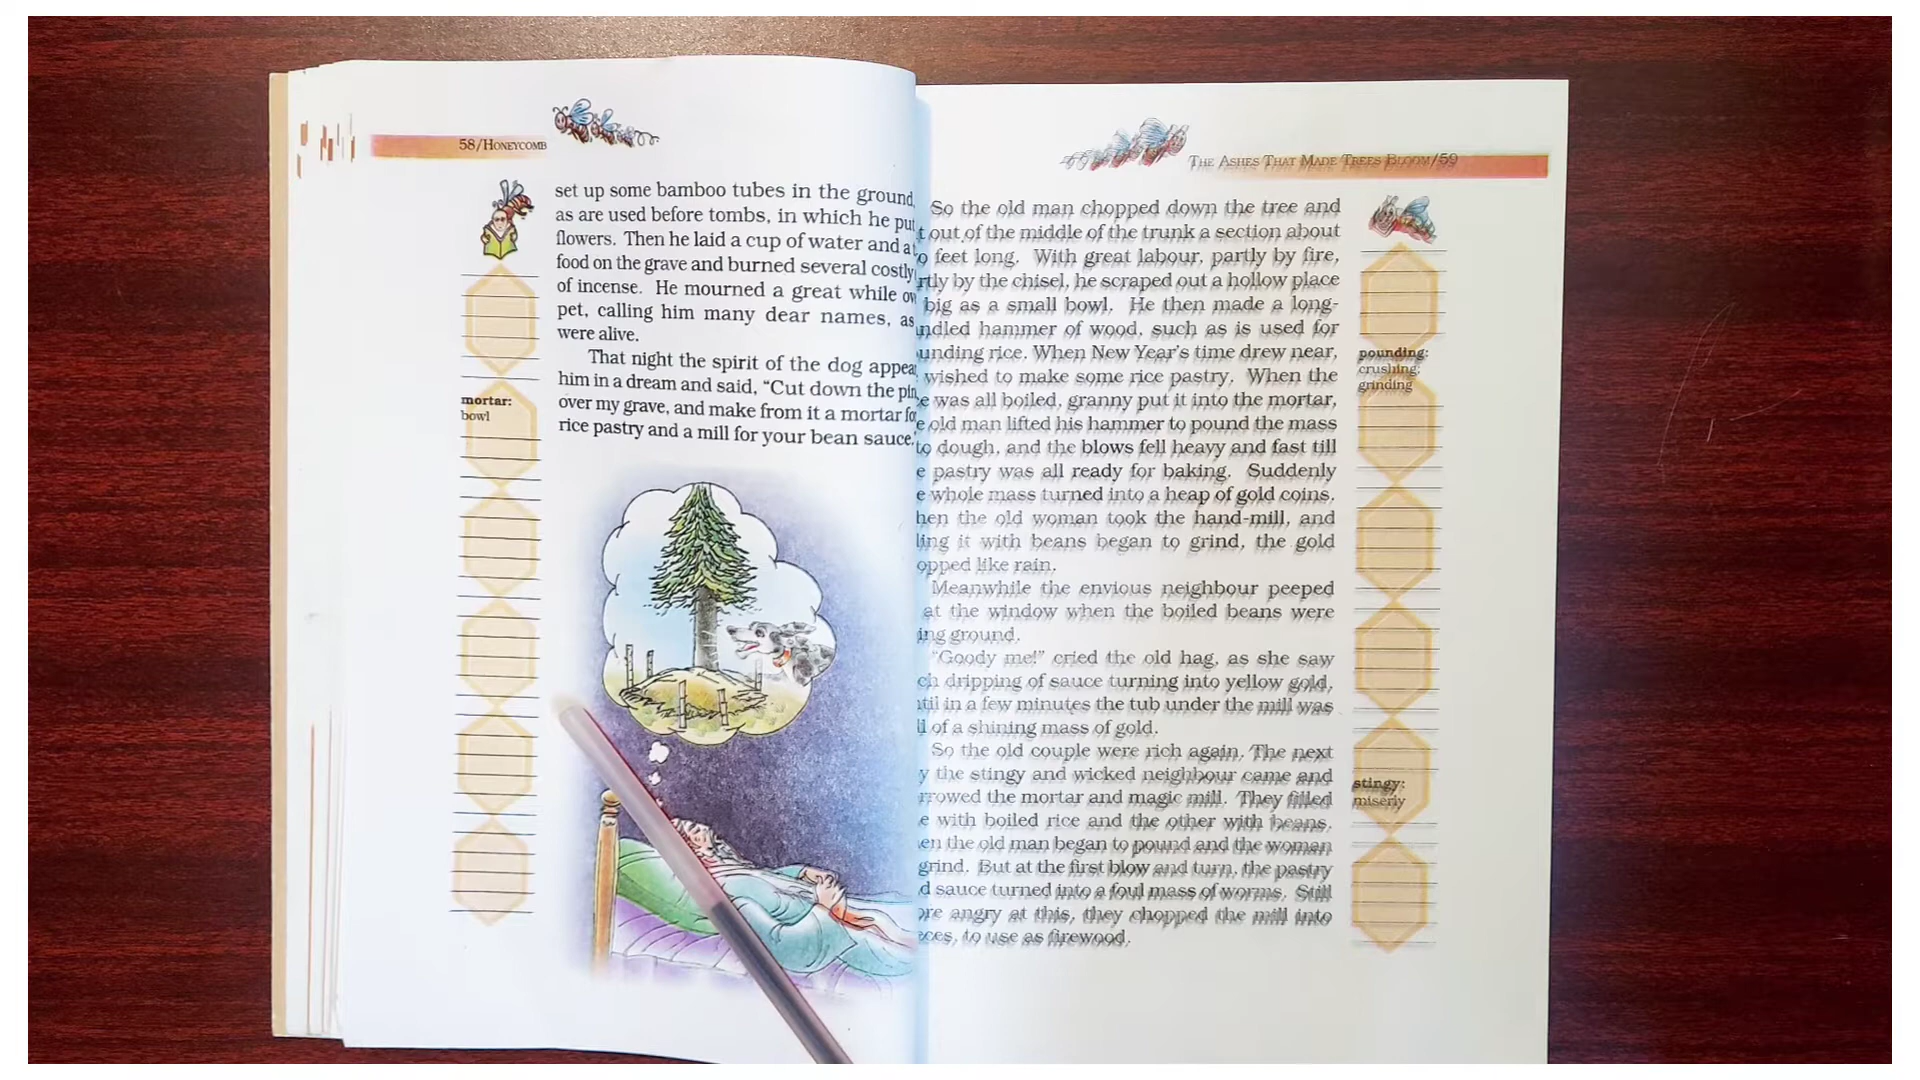 58/HONEYCOMB
set up some bamboo tubes in the ground,
as are used before tombs, in which he put
flowers. Then he laid a cup of water and a
food on the grave and burned several costly
of incense. He mourned a great while
pet, calling him many dear names, as
were alive.
That night the spirit of the dog
him in a dream and said, “Cut down the
over my grave, and make from it a mortar
rice pastry and a mill for your bean sauce.
mortar:
bowl
THE ASHES THAT MADE TREES BLOOM/59
So the old man chopped down the tree and
out of the middle of the trunk a section about
feet long. With great labour, partly by fire,
by the chisel, he scraped out a hollow place
big as a small bowl. He then made a long-
hammer of wood, such as is used for
rice. When New Year’s time drew near,
wished to make some rice pastry. When the
was all boiled, granny put it into the mortar,
old man lifted his hammer to pound the mass
to dough, and the blows fell heavy and fast till
pastry was all ready for baking. Suddenly
whole mass turned into a heap of gold coins.
the old woman took the hand-mill, and
it with beans began to grind, the gold
like rain.
Meanwhile the envious neighbour peeped
at the window when the boiled beans were
ground.
“Goody me!” cried the old hag, as she saw
dripping of sauce turning into yellow gold,
in a few minutes the tub under the mill was
of a shining mass of gold.
So the old couple were rich again. The next
the stingy and wicked neighbour came and
the mortar and magic mill. They filled
with boiled rice and the other with beans.
the old man began to pound and the woman
grind. But at the first blow and turn, the pastry
sauce turned into a foul mass of worms. Still
angry at this, they chopped the mill into
to use as firewood.
pounding:
crushing;
grinding
stingy:
miserly